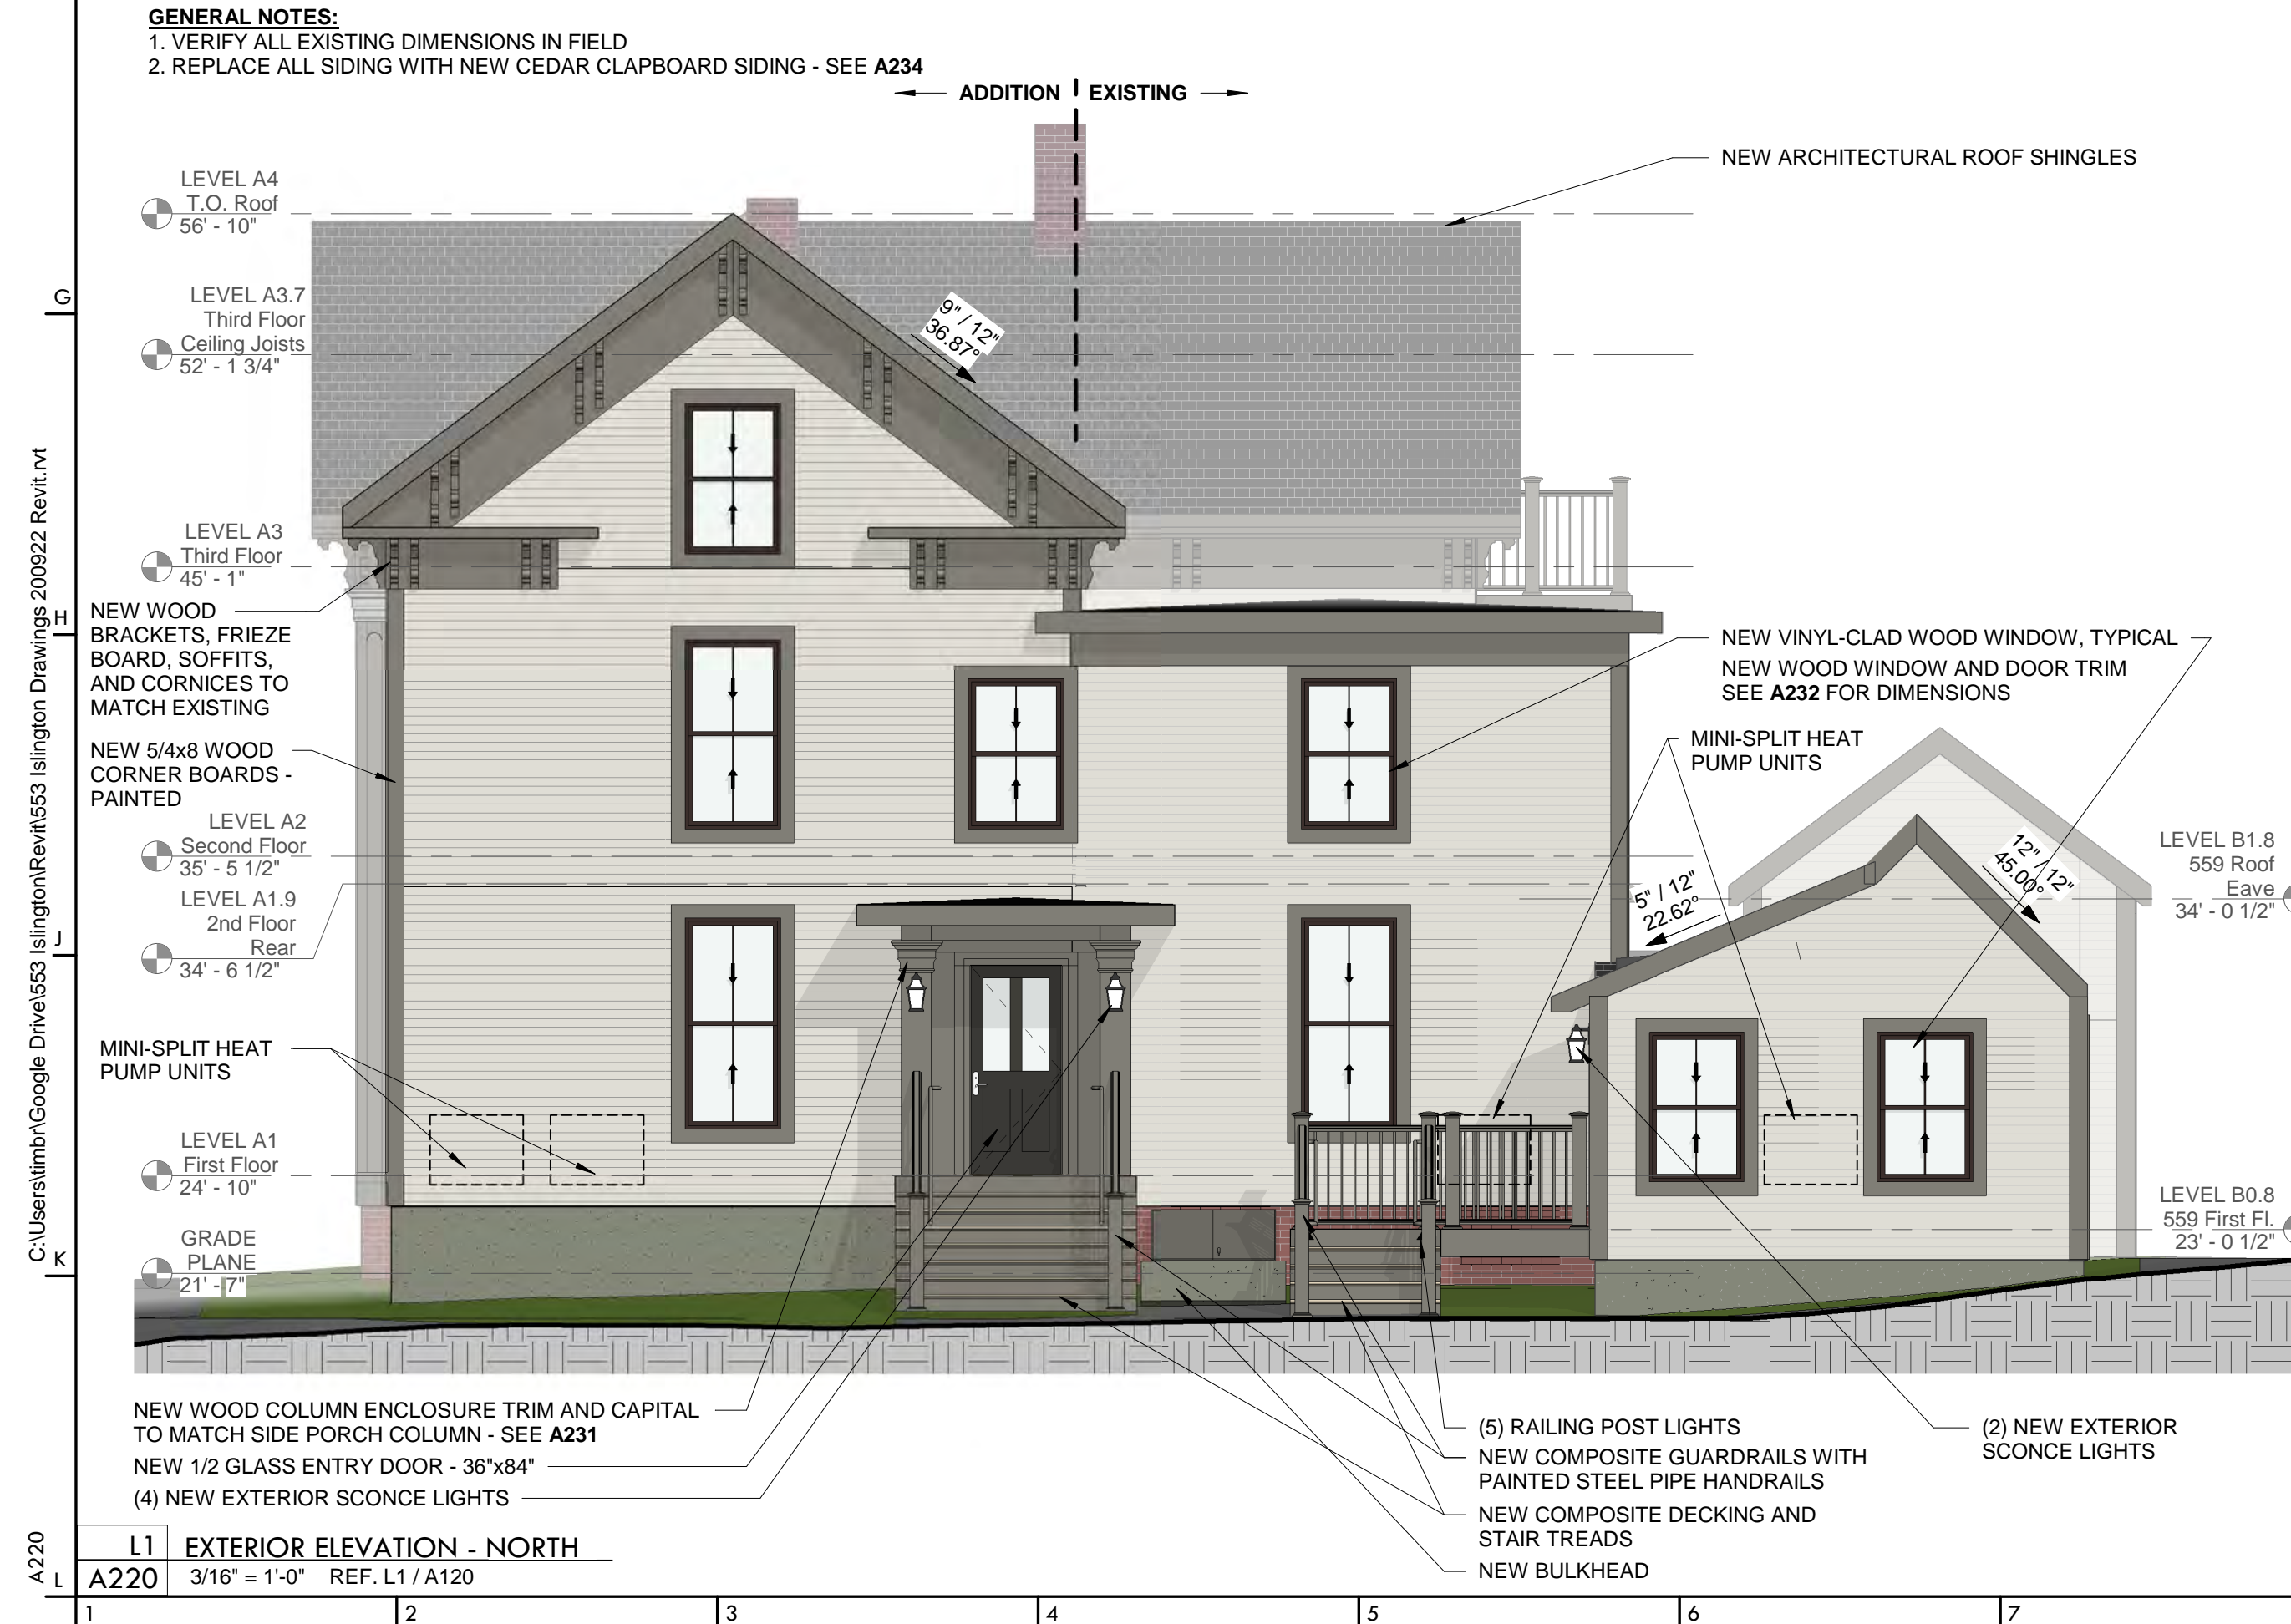 GENERAL NOTES:
1. VERIFY ALL EXISTING DIMENSIONS IN FIELD
2. REPLACE ALL SIDING WITH NEW CEDAR CLAPBOARD SIDING - SEE A234
ADDITION
EXISTING
NEW ARCHITECTURAL ROOF SHINGLES
LEVEL A4
T.O. Roof
56' - 10"
LEVEL A3.7
Third Floor
Ceiling Joists
52' - 1 3/4"
9" / 12"
36.87°
LEVEL A3
Third Floor
45' - 1"
NEW WOOD
BRACKETS, FRIEZE
BOARD, SOFFITS,
AND CORNICES TO
MATCH EXISTING
NEW 5/4x8 WOOD
CORNER BOARDS -
PAINTED
LEVEL A2
Second Floor
35' - 5 1/2"
LEVEL A1.9
2nd Floor
Rear
34' - 6 1/2"
MINI-SPLIT HEAT
PUMP UNITS
LEVEL A1
First Floor
24' - 10"
GRADE
PLANE
21' - 7"
NEW VINYL-CLAD WOOD WINDOW, TYPICAL
NEW WOOD WINDOW AND DOOR TRIM
SEE A232 FOR DIMENSIONS
MINI-SPLIT HEAT
PUMP UNITS
5" / 12"
22.62°
12" / 12"
45.00°
LEVEL B1.8
559 Roof
Eave
34' - 0 1/2"
LEVEL B0.8
559 First Fl.
23' - 0 1/2"
NEW WOOD COLUMN ENCLOSURE TRIM AND CAPITAL
TO MATCH SIDE PORCH COLUMN - SEE A231
NEW 1/2 GLASS ENTRY DOOR - 36"x84"
(4) NEW EXTERIOR SCONCE LIGHTS
(5) RAILING POST LIGHTS
NEW COMPOSITE GUARDRAILS WITH
PAINTED STEEL PIPE HANDRAILS
NEW COMPOSITE DECKING AND
STAIR TREADS
NEW BULKHEAD
(2) NEW EXTERIOR
SCONCE LIGHTS
L1
EXTERIOR ELEVATION - NORTH
A220
3/16" = 1'-0"
REF. L1 / A120
C:\Users\timbr\Google Drive\553 Islington\Revit\553 Islington Drawings 200922 Revit.rvt
A220
G
H
J
K
L
1
2
3
4
5
6
7